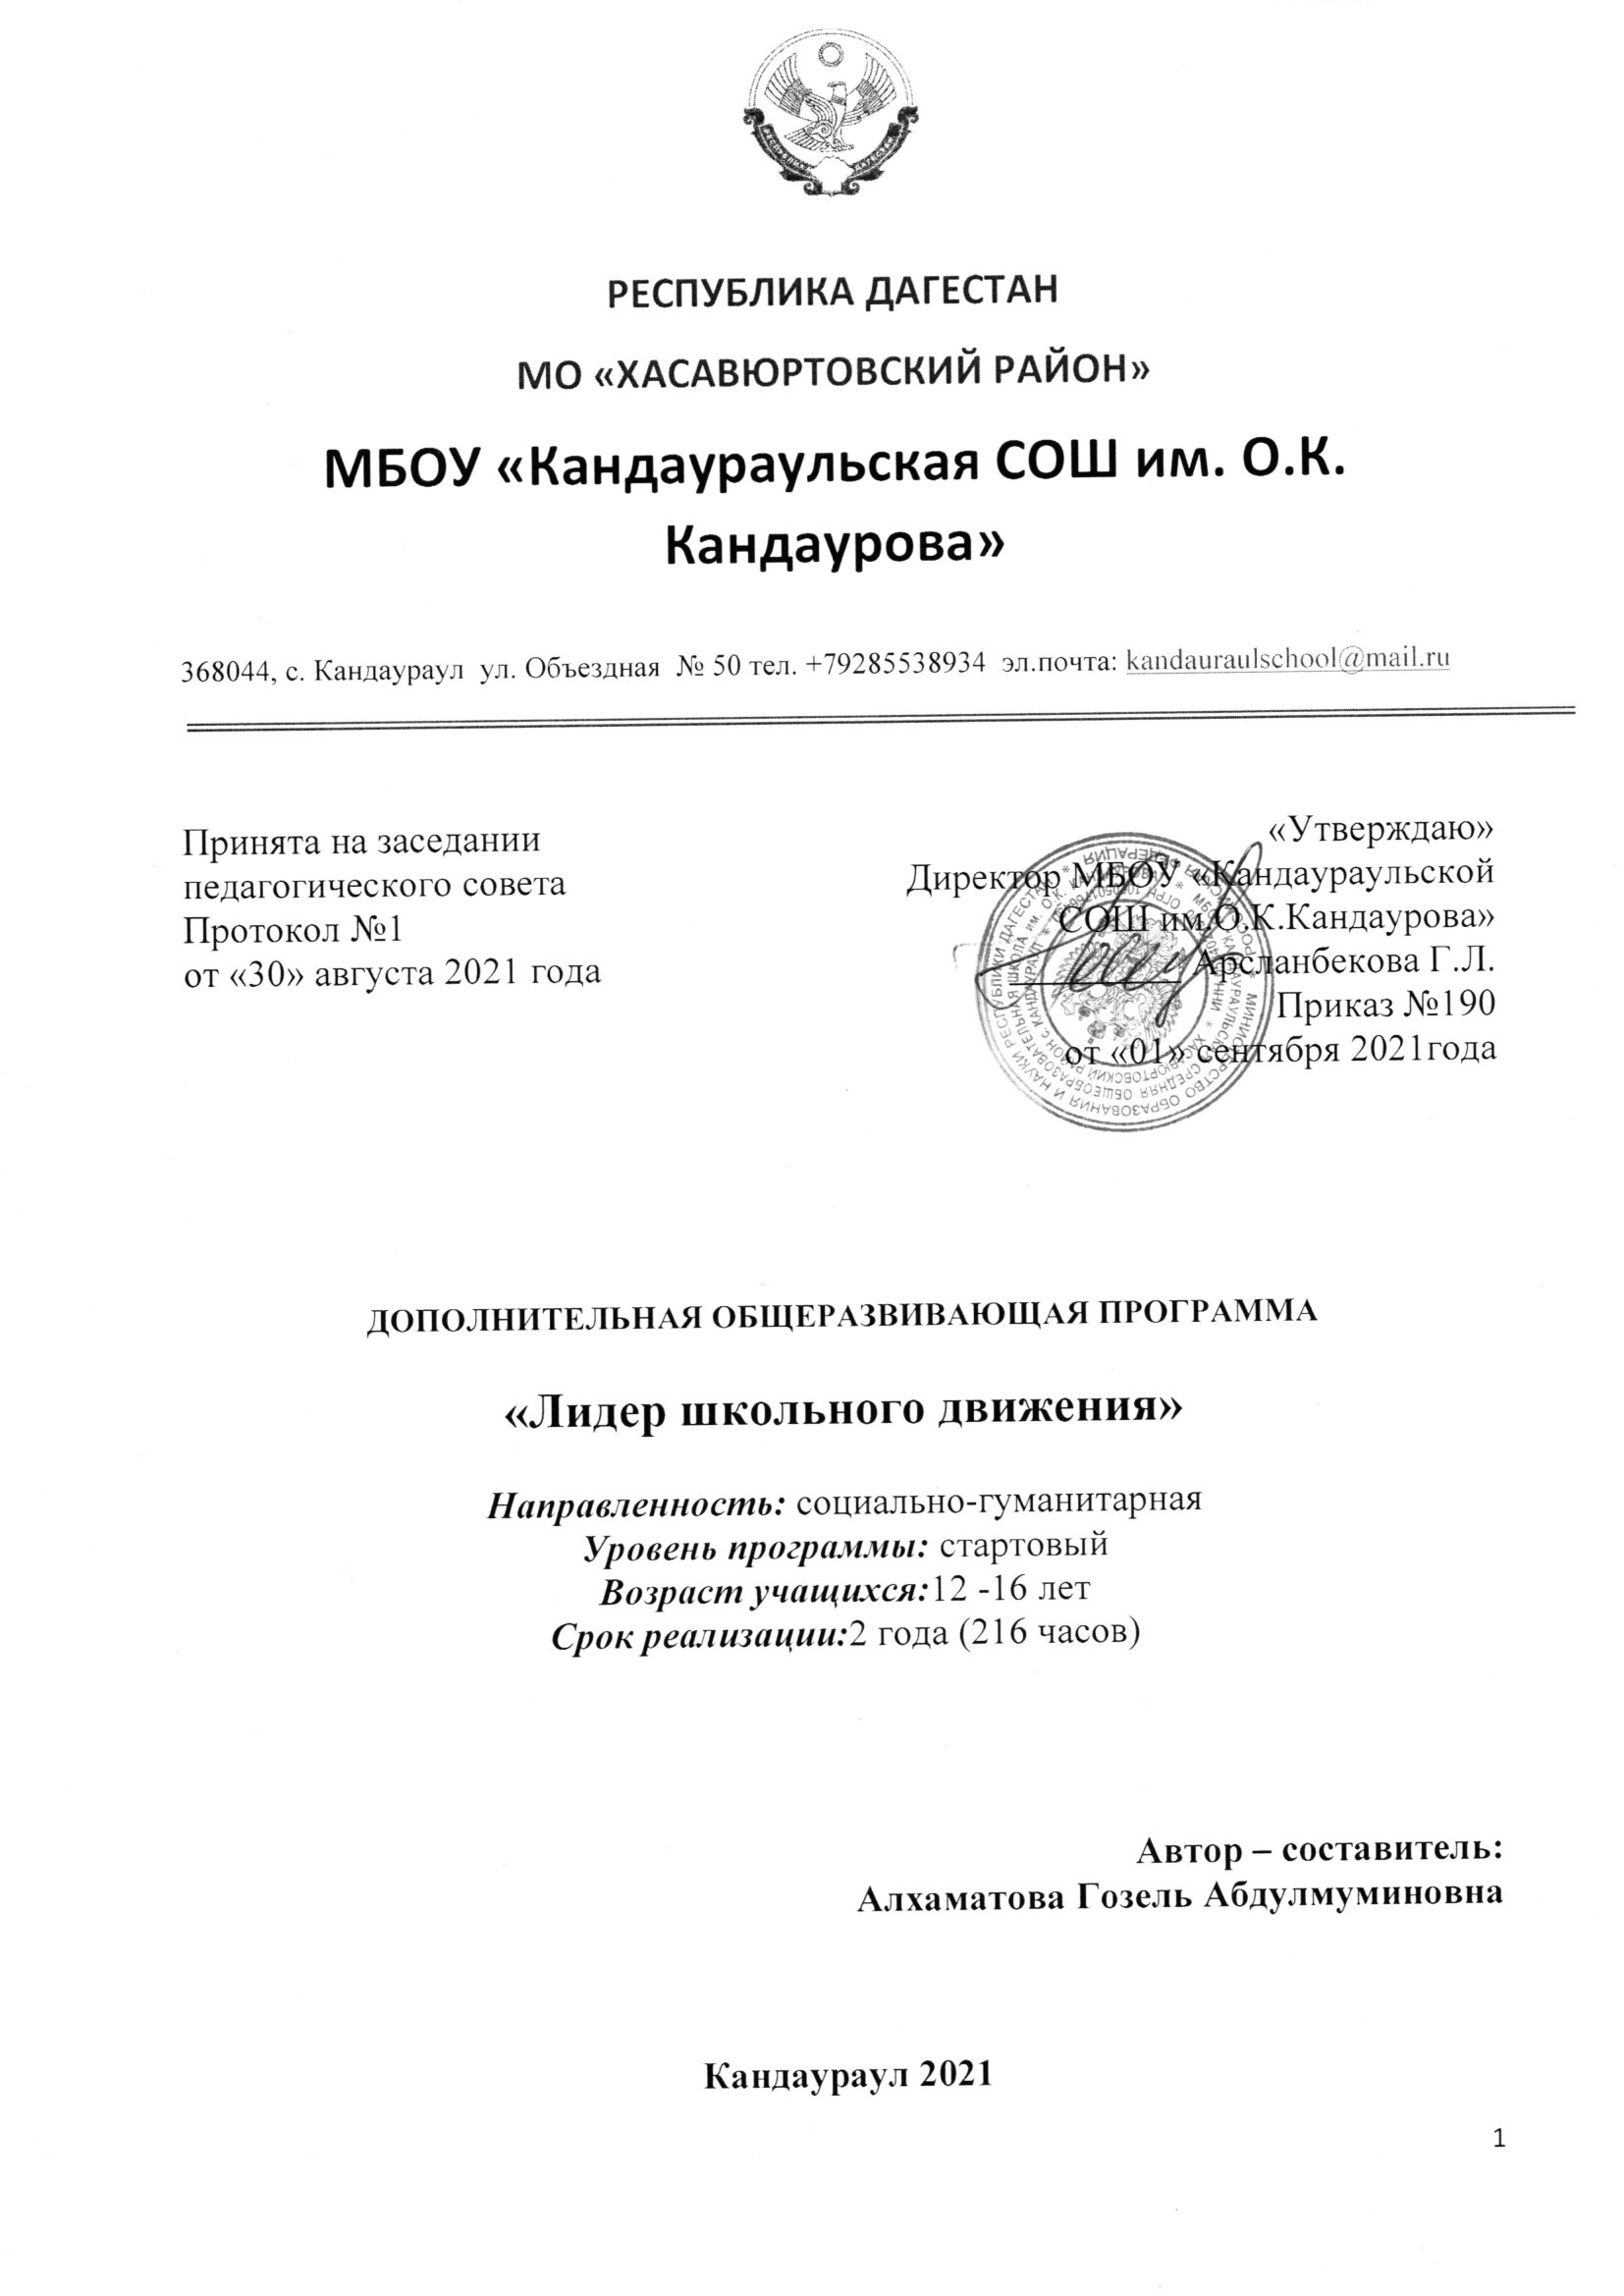 РЕСПУБЛИКА ДАГЕСТАН
МО «ХАСАВЮРТОВСКИЙ РАЙОН»
МБОУ «Кандаураульская СОШ им. О.К.
Кандаурова»
368044, с. Кандаураул ул. Объездная № 50 тел. +79285538934 эл.почта: kandauraulschool@mail.ru
Принята на заседании
педагогического совета
Протокол №1
от «30» августа 2021 года
«Утверждаю»
Директор МБОУ «Кандаураульской
СОШ им.О.К.Кандаурова»
Арсланбекова Г.Л.
Приказ №190
от «01» сентября 2021года
ДОПОЛНИТЕЛЬНАЯ ОБЩЕРАЗВИВАЮЩАЯ ПРОГРАММА
«Лидер школьного движения»
Направленность: социально-гуманитарная
Уровень программы: стартовый
Возраст учащихся:12 -16 лет
Срок реализации:2 года (216 часов)
Автор – составитель:
Алхаматова Гозель Абдулмуминовна
Кандаураул 2021
1